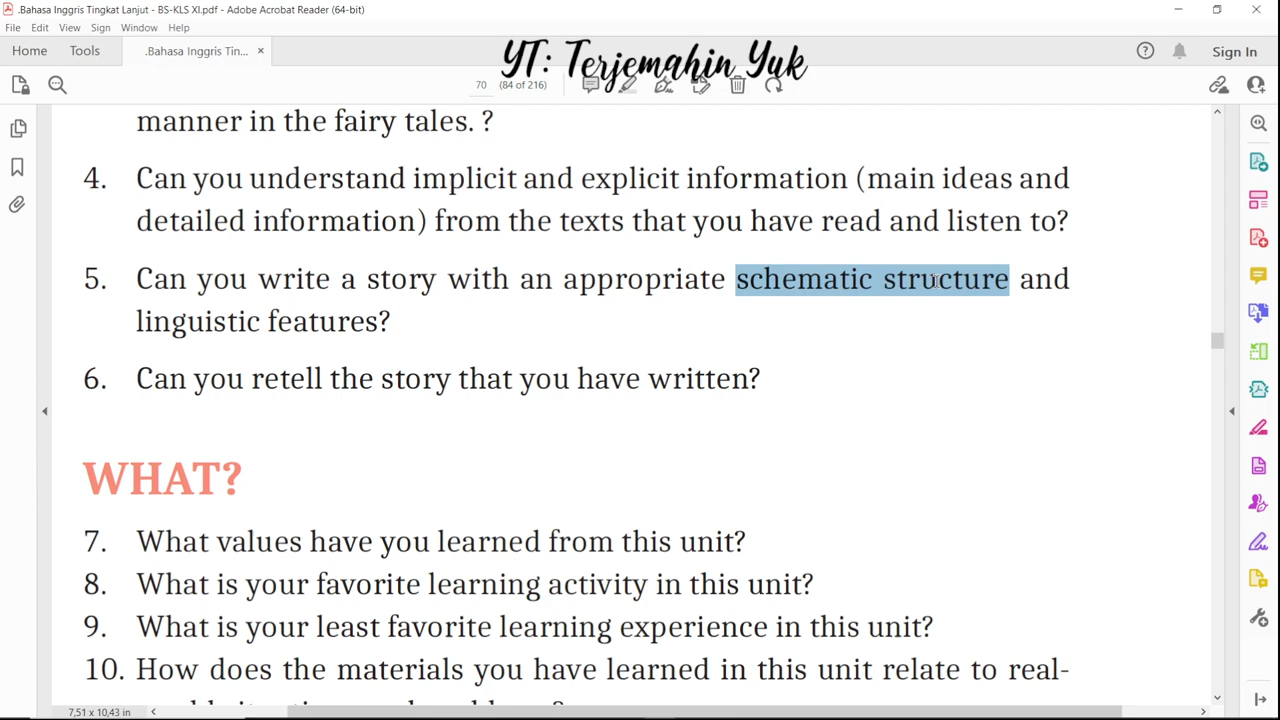 .Bahasa Inggris Tingkat Lanjut - BS-KLS XI.pdf - Adobe Acrobat Reader (64-bit)
File Edit View Sign Window Help
Home Tools .Bahasa Inggris Tin... × Sign In
YT: Terjemahin Yuk
70 (84 of 216)
manner in the fairy tales. ?
4. Can you understand implicit and explicit information (main ideas and
detailed information) from the texts that you have read and listen to?
5. Can you write a story with an appropriate schematic structure and
linguistic features?
6. Can you retell the story that you have written?
WHAT?
7. What values have you learned from this unit?
8. What is your favorite learning activity in this unit?
9. What is your least favorite learning experience in this unit?
10. How does the materials you have learned in this unit relate to real-
7,51 x 10,43 in